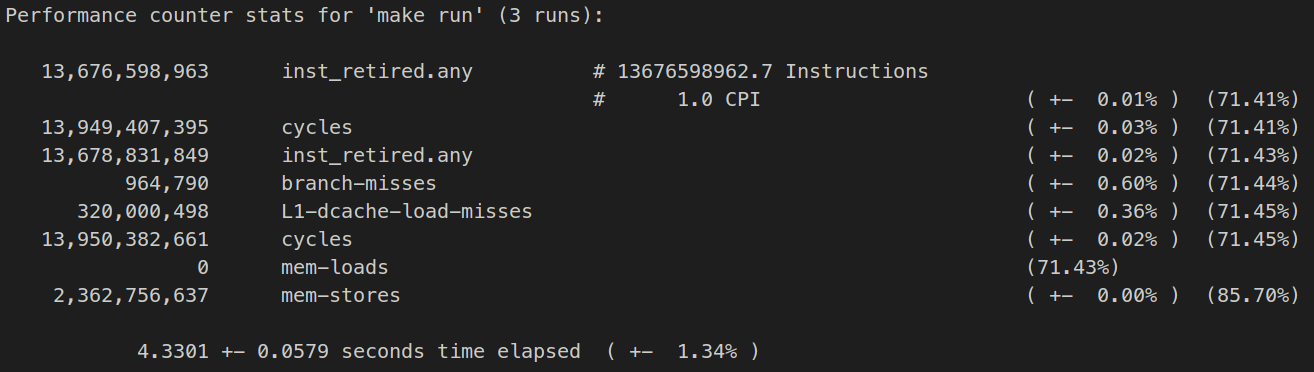 Performance counter stats for 'make run' (3 runs):
13,676,598,963 inst_retired.any # 13676598962.7 Instructions
# 1.0 CPI ( +- 0.01% ) (71.41%)
13,949,407,395 cycles ( +- 0.03% ) (71.41%)
13,678,831,849 inst_retired.any ( +- 0.02% ) (71.43%)
964,790 branch-misses ( +- 0.60% ) (71.44%)
320,000,498 L1-dcache-load-misses ( +- 0.36% ) (71.45%)
13,950,382,661 cycles ( +- 0.02% ) (71.45%)
0 mem-loads (71.43%)
2,362,756,637 mem-stores ( +- 0.00% ) (85.70%)
4.3301 +- 0.0579 seconds time elapsed ( +- 1.34% )